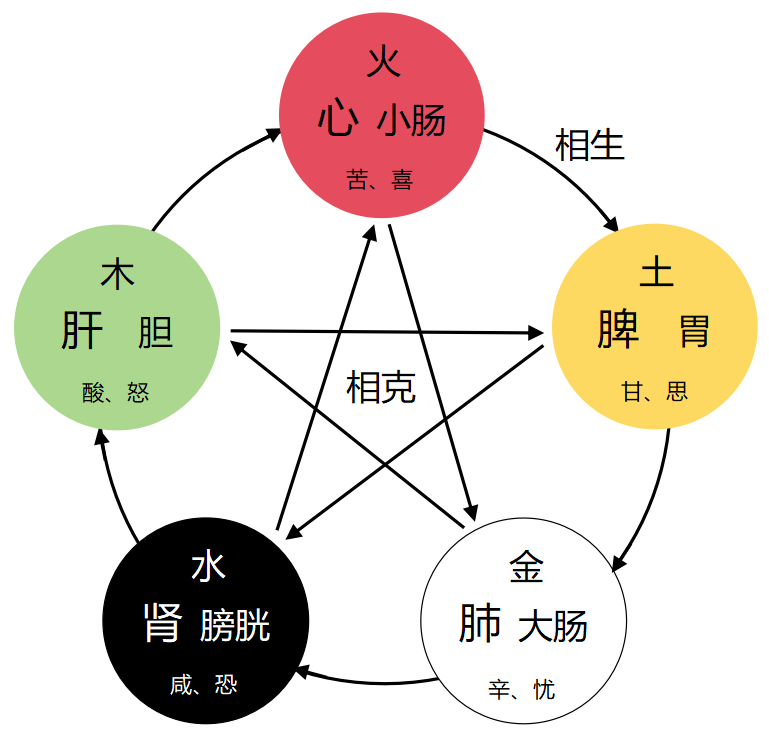 火
心 小肠
苦、喜
相生
木
肝 胆
酸、怒
土
脾 胃
甘、思
相克
水
肾 膀胱
咸、恐
金
肺 大肠
辛、忧